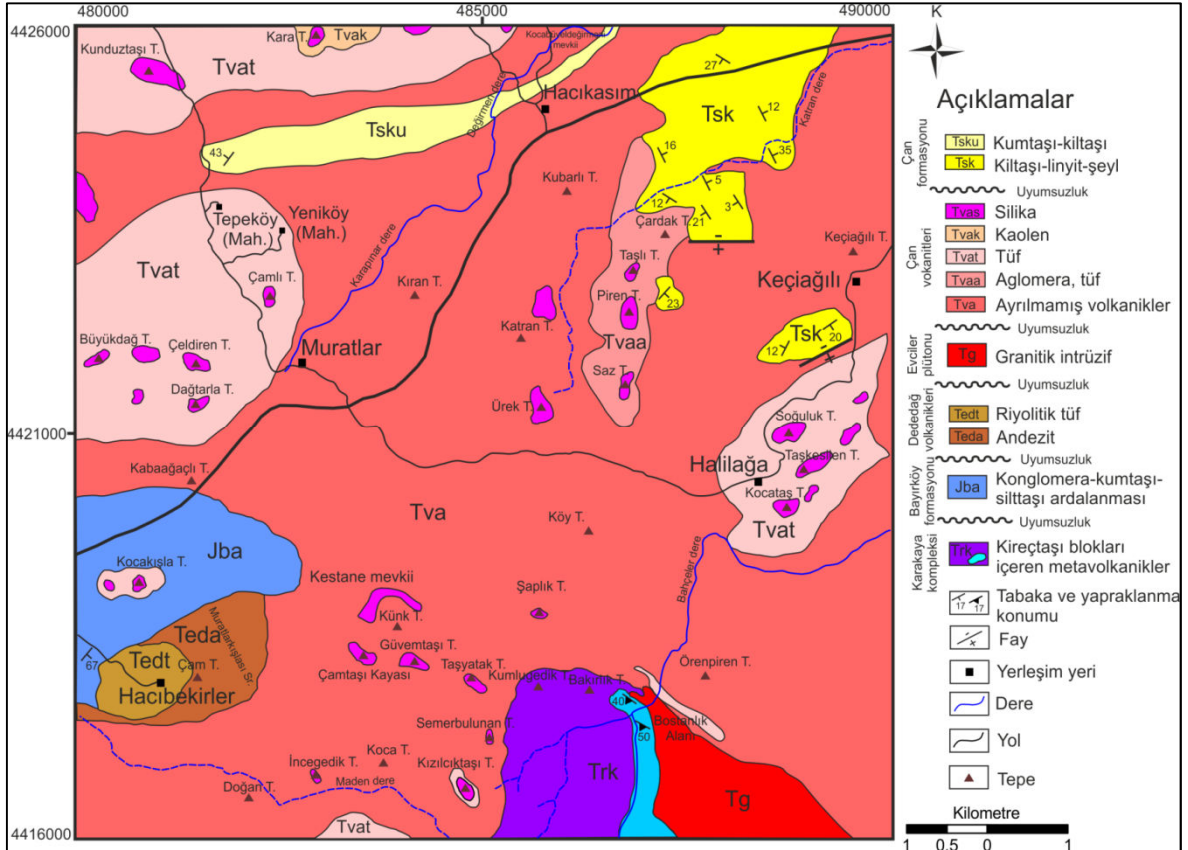 480000
485000
490000
4426000
4421000
4416000
K
Kunduztaşı T.
Tvat
Kara T.
Tvak
Kocabüveldeğirmeni
mevkii
Hacıkasım
Değirmen dere
Tsku
43
27
Tsk
12
Katran dere
16
35
5
12
21
3
Kubarlı T.
Çardak T.
Tepeköy
(Mah.)
Yeniköy
(Mah.)
Tvat
Çamlı T.
Karapınar dere
Kıran T.
Taşlı T.
Piren T.
23
Keçiağılı T.
Keçiağılı
Büyükdağ T.
Çeldiren T.
Dağtarla T.
Muratlar
Katran T.
Tvaa
Saz T.
Ürek T.
Tsk
12
20
Soğuluk T.
Taşkesilen T.
Halilağa
Kocataş T.
Tvat
Kabaağaçlı T.
Tva
Köy T.
Jba
Kocakışla T.
Kestane mevkii
Künk T.
Şaplık T.
Bahçeler dere
Teda
Muratlarkışlası Sr.
Tedt
Çam T.
67
Hacıbekirler
Güvemtaşı T.
Çamtaşı Kayası
Taşyatak T.
Kumlugedik T.
Bakırlık T.
Örenpiren T.
40
Bostanlık
Alanı
50
Semerbulunan T.
İncegedik T.
Koca T.
Kızılcıktaşı T.
Doğan T.
Maden dere
Trk
Tg
Tvat
Açıklamalar
Çan
formasyonu
Tsku Kumtaşı-kiltaşı
Tsk Kiltaşı-linyit-şeyl
Uyumsuzluk
Çan
vokanitleri
Tvas Silika
Tvak Kaolen
Tvat Tüf
Tvaa Aglomera, tüf
Tva Ayrılmamış volkanikler
Uyumsuzluk
Evciler
plütonu
Tg Granitik intrüzif
Uyumsuzluk
Dededağ
volkanikleri
Tedt Riyolitik tüf
Teda Andezit
Uyumsuzluk
Bayırköy
formasyonu
Jba Konglomera-kumtaşı-
silttaşı ardalanması
Uyumsuzluk
Karakaya
kompleksi
Trk Kireçtaşı blokları
içeren metavolkanikler
17 17 Tabaka ve yapraklanma
konumu
Fay
Yerleşim yeri
Dere
Yol
Tepe
Kilometre
1 0.5 0 1